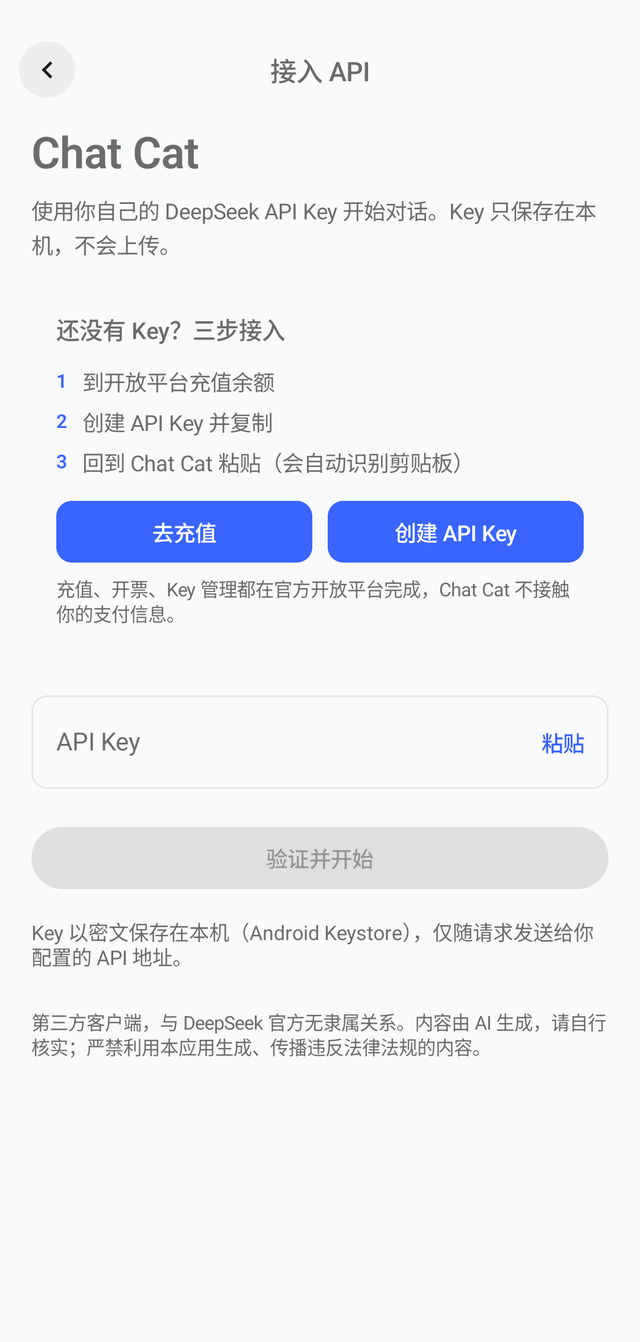 接入 API
Chat Cat
使用你自己的 DeepSeek API Key 开始对话。Key 只保存在本
机，不会上传。
还没有 Key？三步接入
1 到开放平台充值余额
2 创建 API Key 并复制
3 回到 Chat Cat 粘贴（会自动识别剪贴板）
去充值 创建 API Key
充值、开票、Key 管理都在官方开放平台完成，Chat Cat 不接触
你的支付信息。
API Key 粘贴
验证并开始
Key 以密文保存在本机（Android Keystore），仅随请求发送给你
配置的 API 地址。
第三方客户端，与 DeepSeek 官方无隶属关系。内容由 AI 生成，请自行
核实；严禁利用本应用生成、传播违反法律法规的内容。